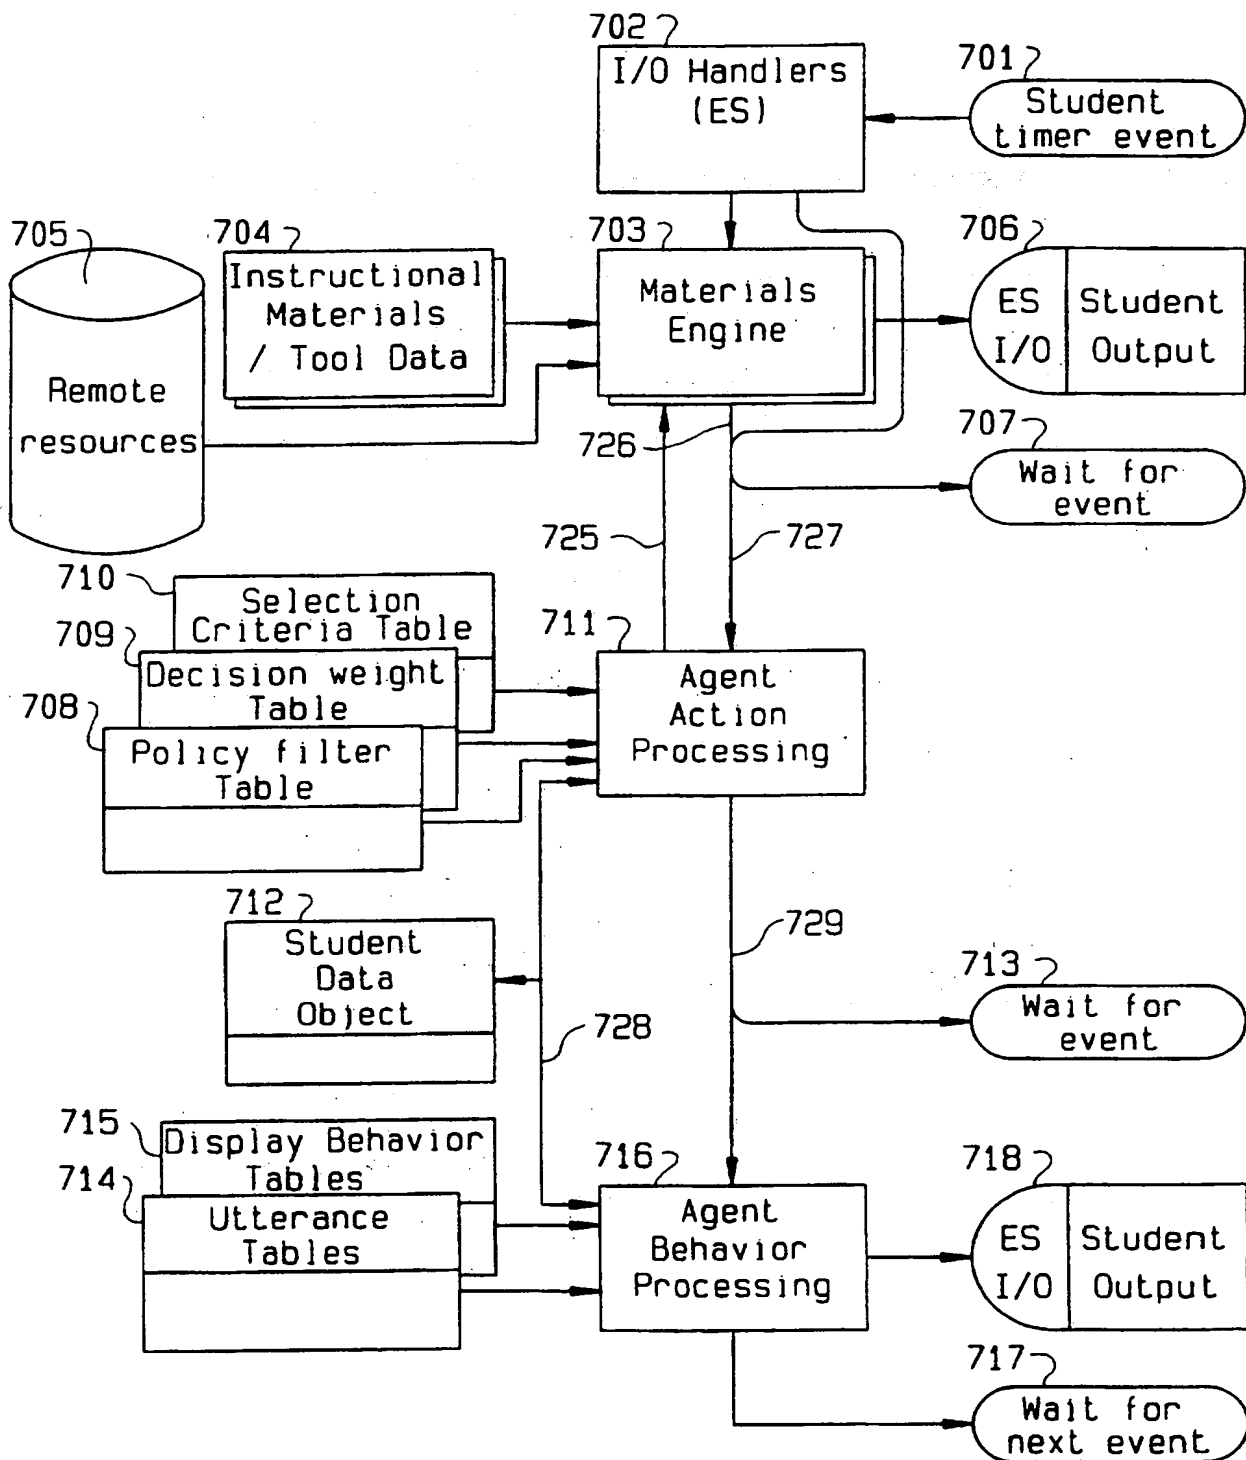 702
I/O Handlers
(ES)
701
Student
timer event
705
Remote
resources
704
Instructional
Materials
/ Tool Data
703
Materials
Engine
706
ES
I/O
Student
Output
726
707
Wait for
event
725
727
710
Selection
Criteria Table
709
Decision weight
Table
708
Policy filter
Table
711
Agent
Action
Processing
712
Student
Data
Object
729
728
713
Wait for
event
715
Display Behavior
Tables
714
Utterance
Tables
716
Agent
Behavior
Processing
718
ES
I/O
Student
Output
717
Wait for
next event